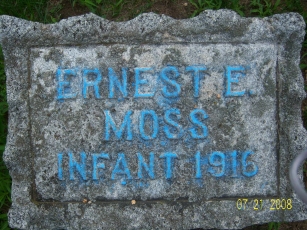 ERNEST E.
MOSS
INFANT 1916
07 27 2008